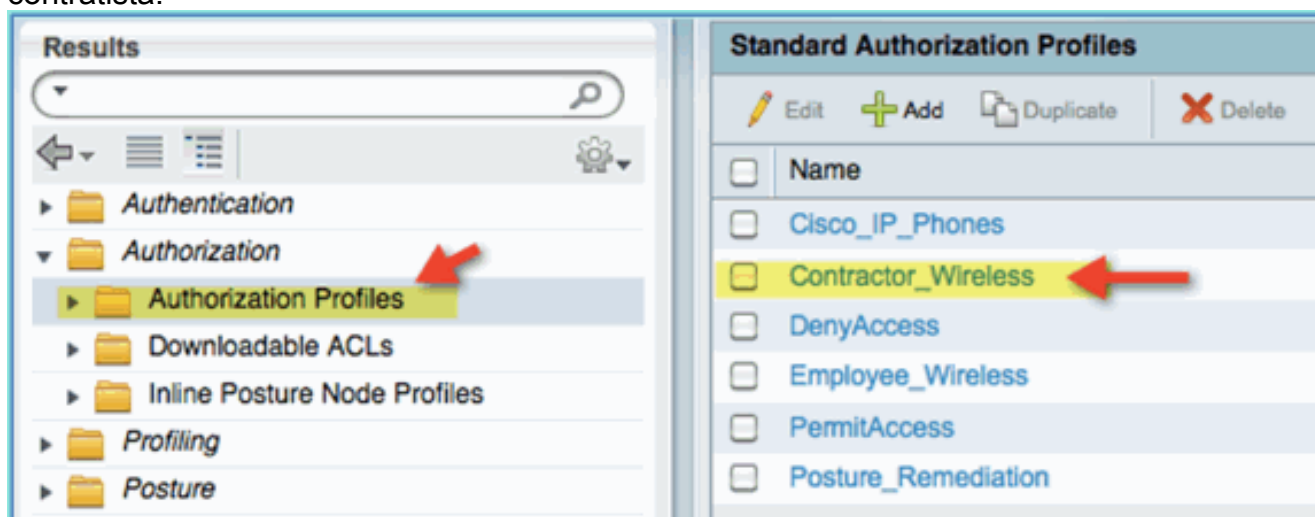 contratista.
Results
Authentication
Authorization
Authorization Profiles
Downloadable ACLs
Inline Posture Node Profiles
Profiling
Posture
Standard Authorization Profiles
Edit Add Duplicate Delete
Name
Cisco_IP_Phones
Contractor_Wireless
DenyAccess
Employee_Wireless
PermitAccess
Posture_Remediation